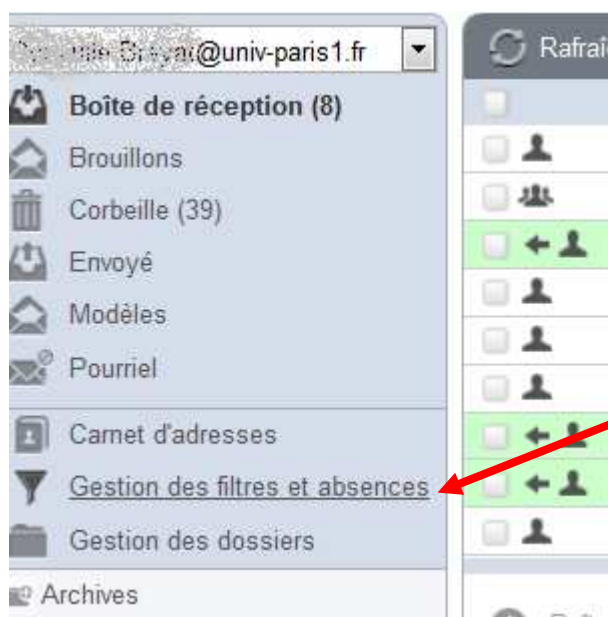 @univ-paris1.fr
Rafraî
Boîte de réception (8)
Brouillons
Corbeille (39)
Envoyé
Modèles
Pourriel
Carnet d'adresses
Gestion des filtres et absences
Gestion des dossiers
Archives